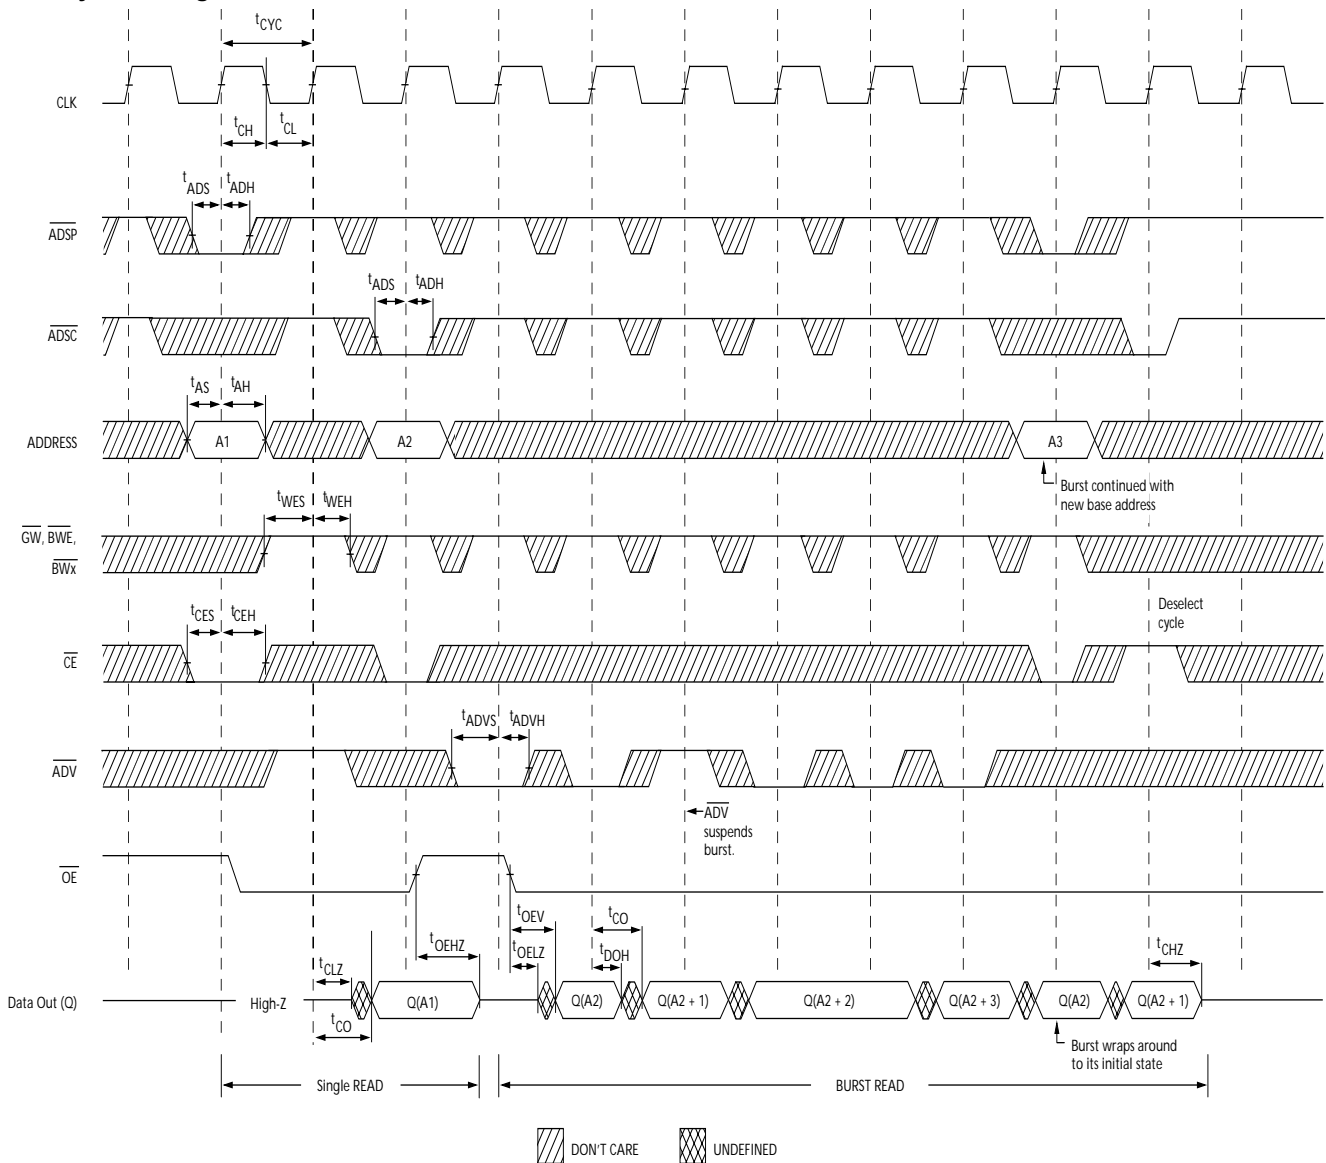 tCYC
CLK
tCH
tCL
tADS
tADH
ADSP
tADS
tADH
ADSC
tAS
tAH
ADDRESS
A1
A2
A3
Burst continued with
new base address
tWES
tWEH
GW, BWE,
BWx
Deselect
cycle
tCES
tCEH
CE
tADVS
tADVH
ADV
ADV
suspends
burst.
OE
tOEV
tCO
tOEHZ
tOELZ
tDOH
tCHZ
tCLZ
Data Out (Q)
High-Z
Q(A1)
Q(A2)
Q(A2 + 1)
Q(A2 + 2)
Q(A2 + 3)
Q(A2)
Q(A2 + 1)
tCO
Burst wraps around
to its initial state
Single READ
BURST READ
DON'T CARE
UNDEFINED